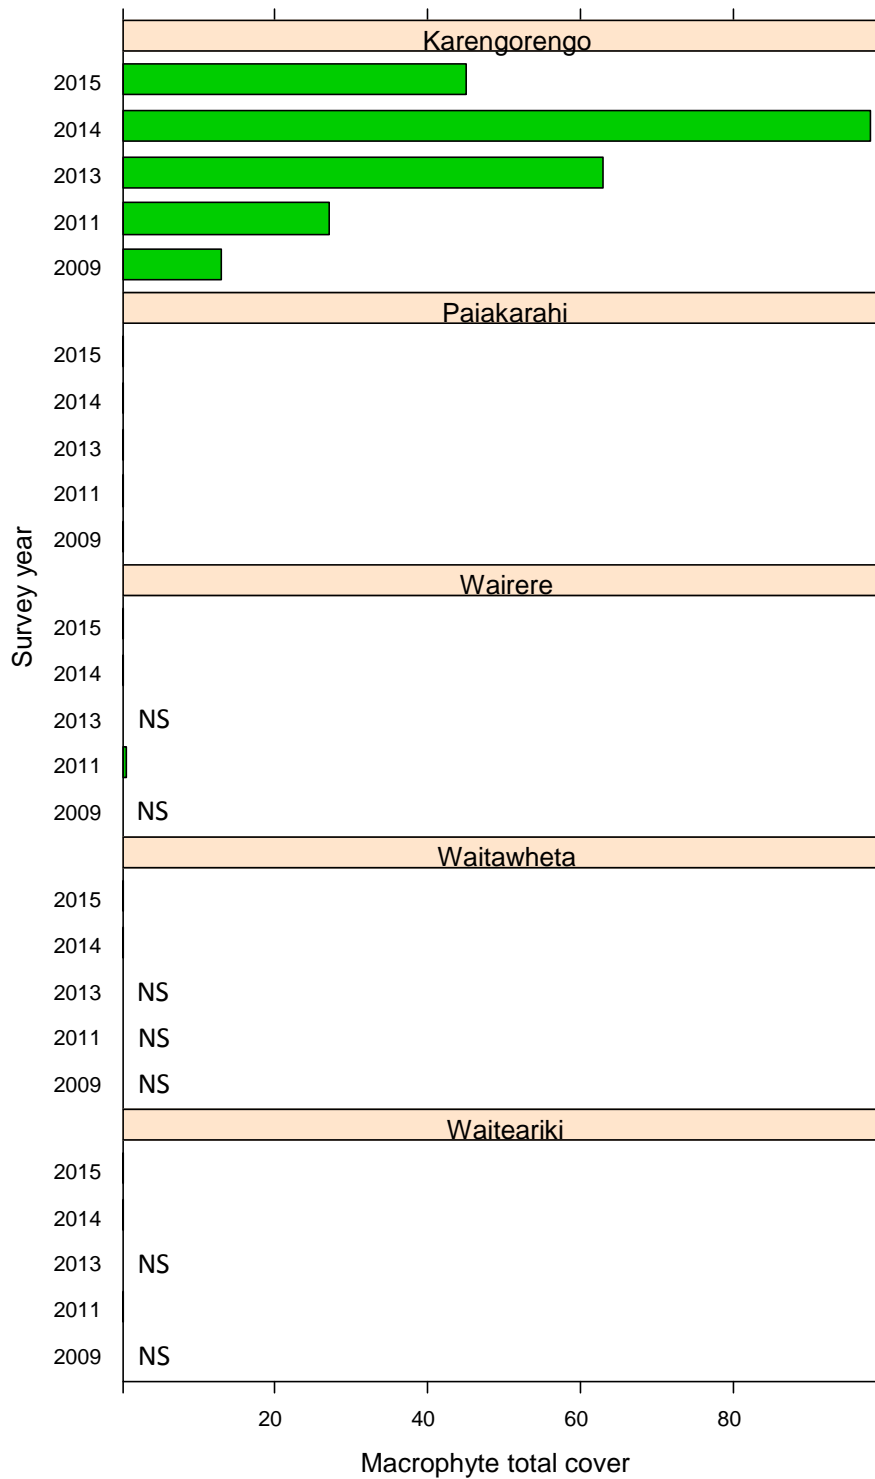 Karengorengo
2015
2014
2013
2011
2009
Paiakarahi
2015
2014
2013
2011
2009
Wairere
2015
2014
2013 NS
2011
2009 NS
Waitawheta
2015
2014
2013 NS
2011 NS
2009 NS
Waiteariki
2015
2014
2013 NS
2011
2009 NS
Survey year
20 40 60 80
Macrophyte total cover